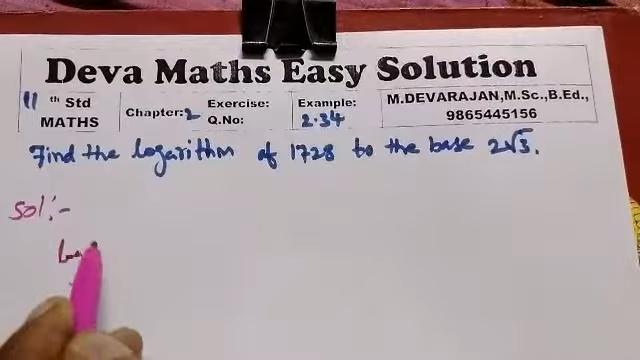 Deva Maths Easy Solution
11 th Std
MATHS
Chapter: 2
Exercise:
Q.No:
Example:
2.34
M.DEVARAJAN,M.Sc.,B.Ed.,
9865445156
Find the logarithm of 1728 to the base 2√3.
Sol:-